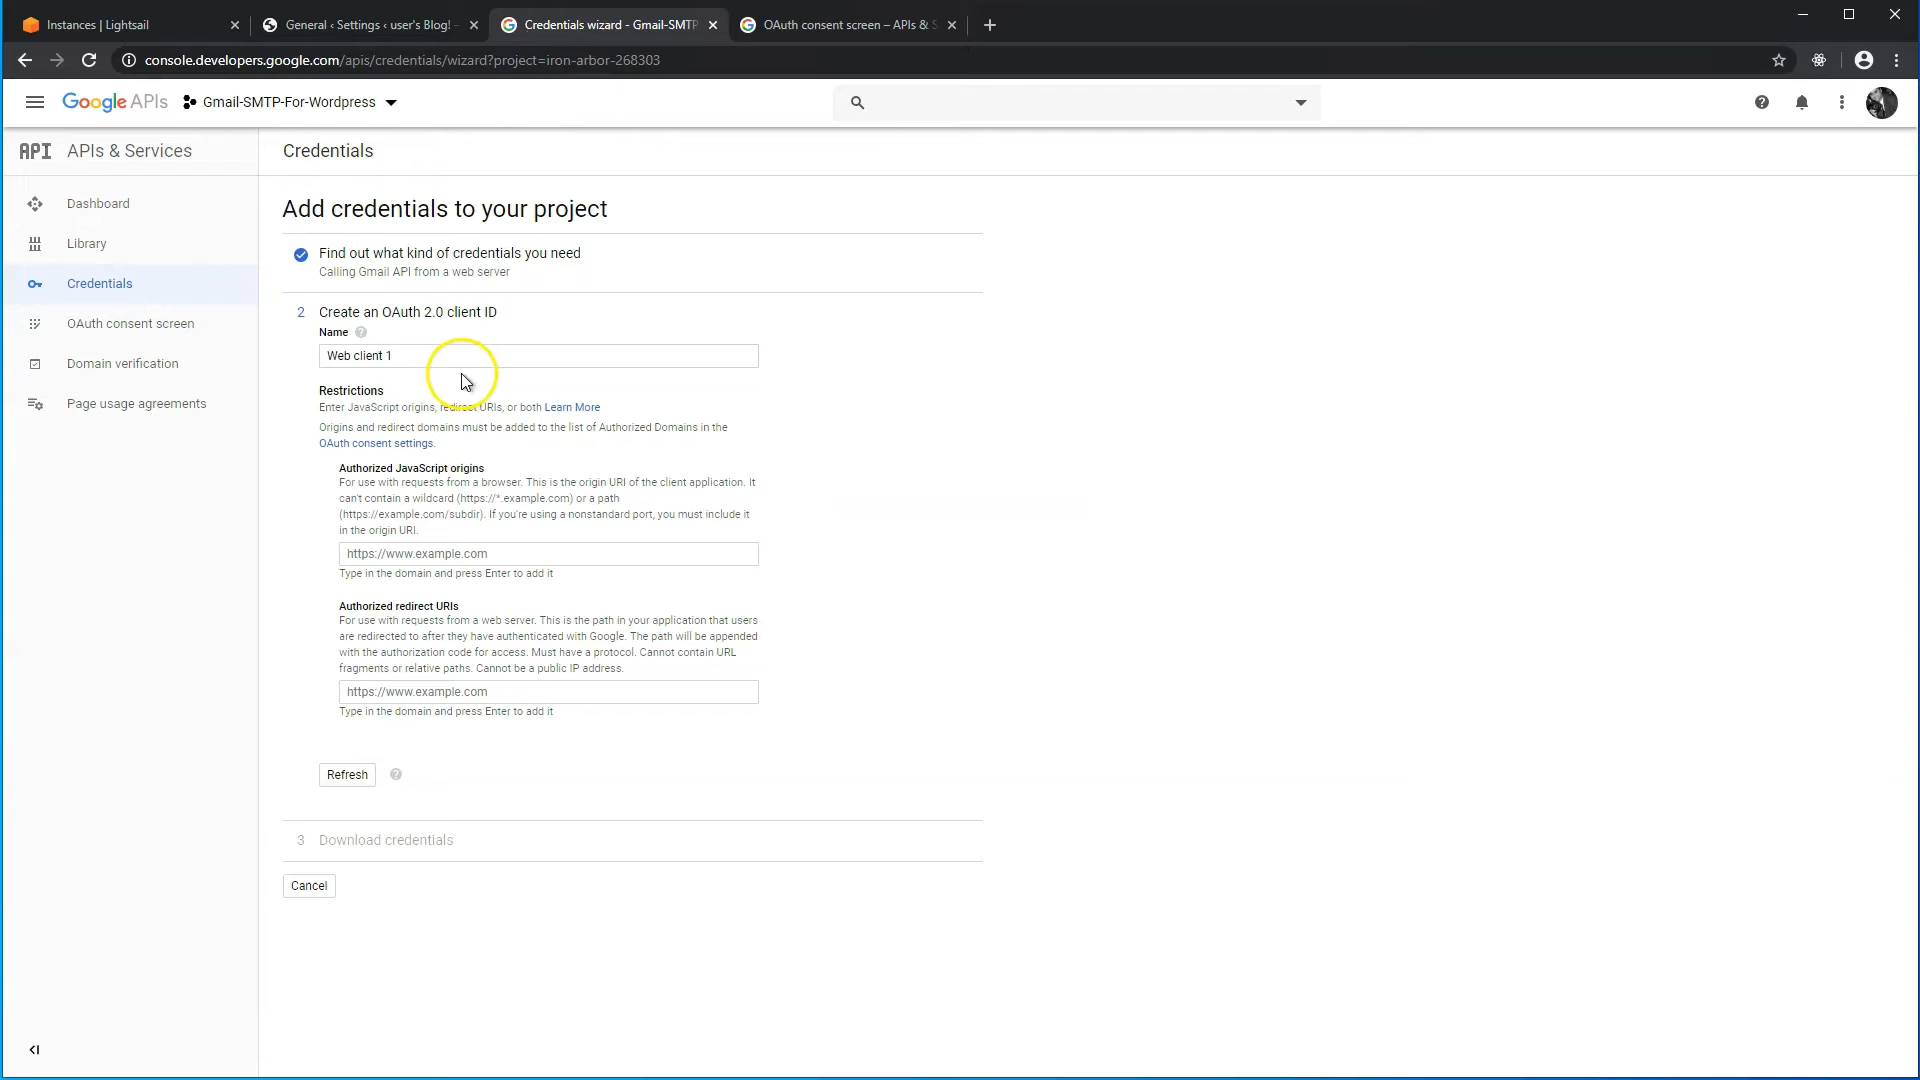 Instances | Lightsail
General ‹ Settings ‹ user's Blog! –
Credentials wizard - Gmail-SMTP
OAuth consent screen – APIs & S
console.developers.google.com/apis/credentials/wizard?project=iron-arbor-268303
Google APIs
Gmail-SMTP-For-Wordpress
API APIs & Services
Credentials
Dashboard
Library
Credentials
OAuth consent screen
Domain verification
Page usage agreements
Add credentials to your project
Find out what kind of credentials you need
Calling Gmail API from a web server
2 Create an OAuth 2.0 client ID
Name
Web client 1
Restrictions
Enter JavaScript origins, redirect URIs, or both Learn More
Origins and redirect domains must be added to the list of Authorized Domains in the
OAuth consent settings.
Authorized JavaScript origins
For use with requests from a browser. This is the origin URI of the client application. It
can't contain a wildcard (https://*.example.com) or a path
(https://example.com/subdir). If you're using a nonstandard port, you must include it
in the origin URI.
https://www.example.com
Type in the domain and press Enter to add it
Authorized redirect URIs
For use with requests from a web server. This is the path in your application that users
are redirected to after they have authenticated with Google. The path will be appended
with the authorization code for access. Must have a protocol. Cannot contain URL
fragments or relative paths. Cannot be a public IP address.
https://www.example.com
Type in the domain and press Enter to add it
Refresh
3 Download credentials
Cancel